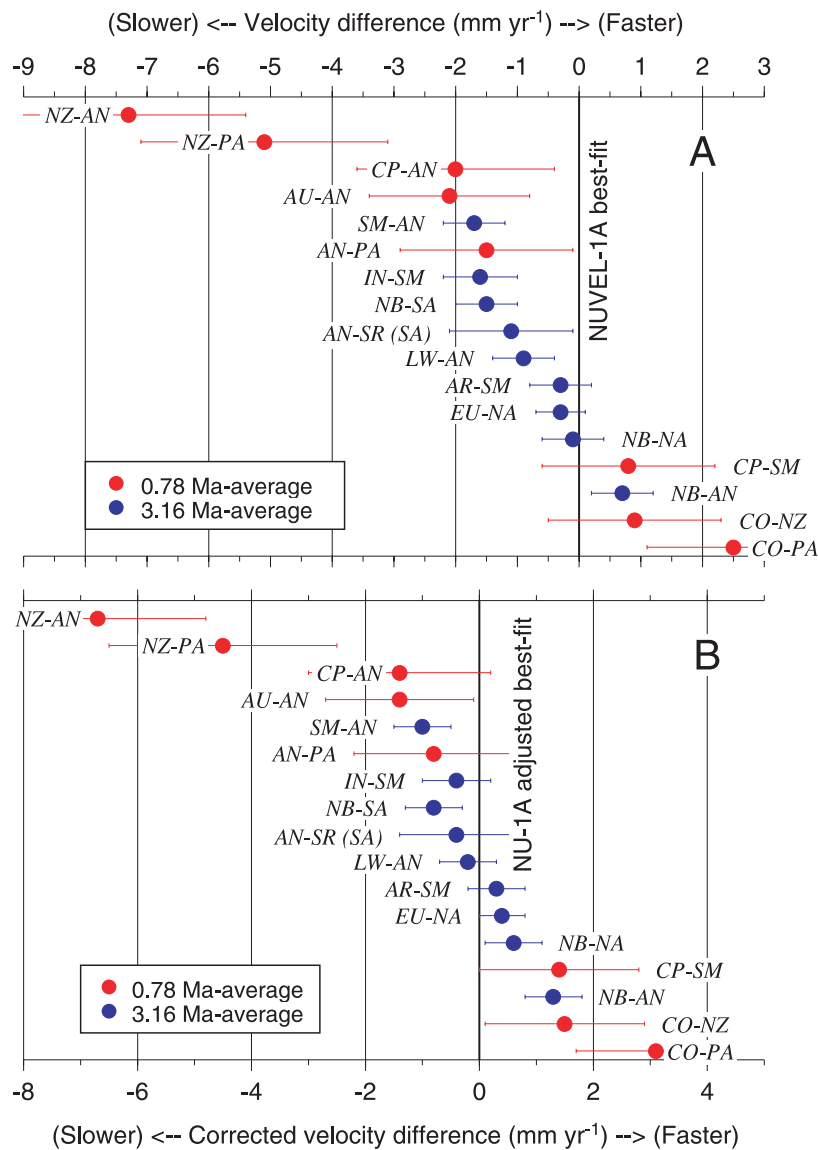 (Slower) <-- Velocity difference (mm yr-1) --> (Faster)
-9 -8 -7 -6 -5 -4 -3 -2 -1 0 1 2 3
NZ-AN
NZ-PA
A
CP-AN
AU-AN
SM-AN
AN-PA
IN-SM
NB-SA
AN-SR (SA)
LW-AN
AR-SM
EU-NA
NUVEL-1A best-fit
NB-NA
CP-SM
NB-AN
CO-NZ
CO-PA
0.78 Ma-average
3.16 Ma-average
NZ-AN
NZ-PA
B
CP-AN
AU-AN
SM-AN
AN-PA
IN-SM
NB-SA
AN-SR (SA)
LW-AN
AR-SM
EU-NA
NU-1A adjusted best-fit
NB-NA
CP-SM
NB-AN
CO-NZ
CO-PA
0.78 Ma-average
3.16 Ma-average
-8 -6 -4 -2 0 2 4
(Slower) <-- Corrected velocity difference (mm yr-1) --> (Faster)